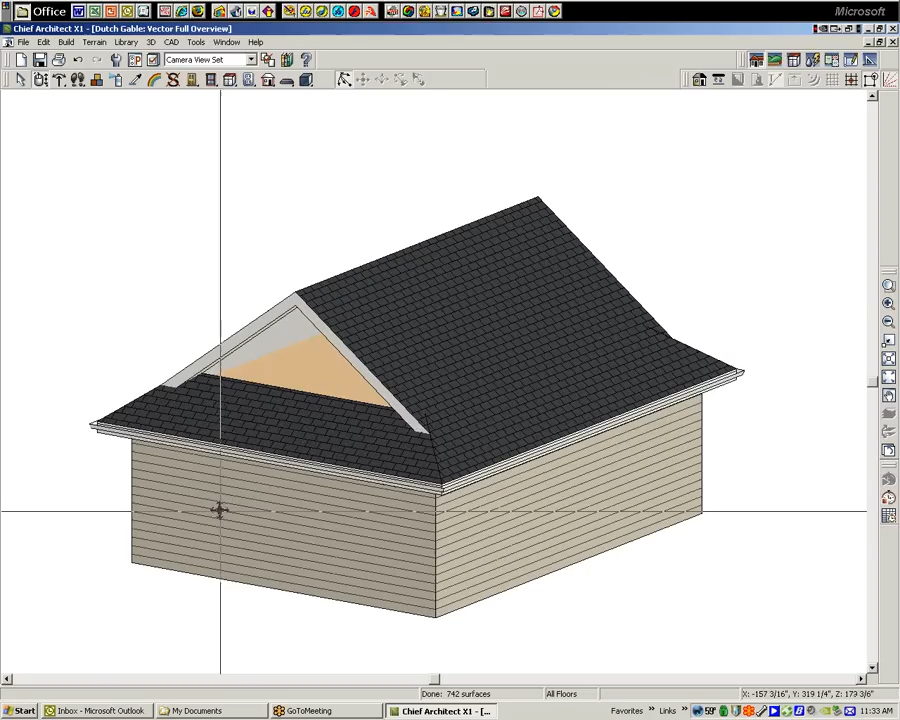 Office
Microsoft
Chief Architect X1 - [Dutch Gable: Vector Full Overview]
File Edit Build Terrain Library 3D CAD Tools Window Help
Camera View Set
Done: 742 surfaces
All Floors
X: -157 3/16", Y: 319 1/4", Z: 179 3/6"
Start
Inbox - Microsoft Outlook
My Documents
GoToMeeting
Chief Architect X1 - [...
Favorites »
Links »
59°
11:33 AM